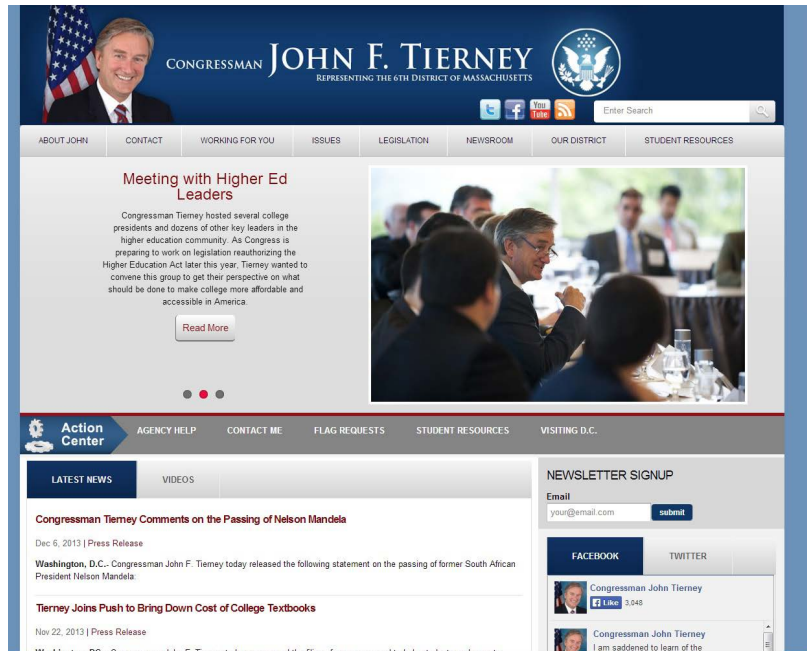 CONGRESSMAN JOHN F. TIERNEY
REPRESENTING THE 6TH DISTRICT OF MASSACHUSETTS
You
Tube
Enter Search
ABOUT JOHN CONTACT WORKING FOR YOU ISSUES LEGISLATION NEWSROOM OUR DISTRICT STUDENT RESOURCES
Meeting with Higher Ed
Leaders
Congressman Tierney hosted several college
presidents and dozens of other key leaders in the
higher education community. As Congress is
preparing to work on legislation reauthorizing the
Higher Education Act later this year, Tierney wanted to
convene this group to get their perspective on what
should be done to make college more affordable and
accessible in America.
Read More
Action
Center
AGENCY HELP CONTACT ME FLAG REQUESTS STUDENT RESOURCES VISITING D.C.
LATEST NEWS VIDEOS
Congressman Tierney Comments on the Passing of Nelson Mandela
Dec 6, 2013 | Press Release
Washington, D.C.- Congressman John F. Tierney today released the following statement on the passing of former South African
President Nelson Mandela:
Tierney Joins Push to Bring Down Cost of College Textbooks
Nov 22, 2013 | Press Release
NEWSLETTER SIGNUP
Email
your@email.com submit
FACEBOOK TWITTER
Congressman John Tierney
Like 3,048
Congressman John Tierney
I am saddened to learn of the